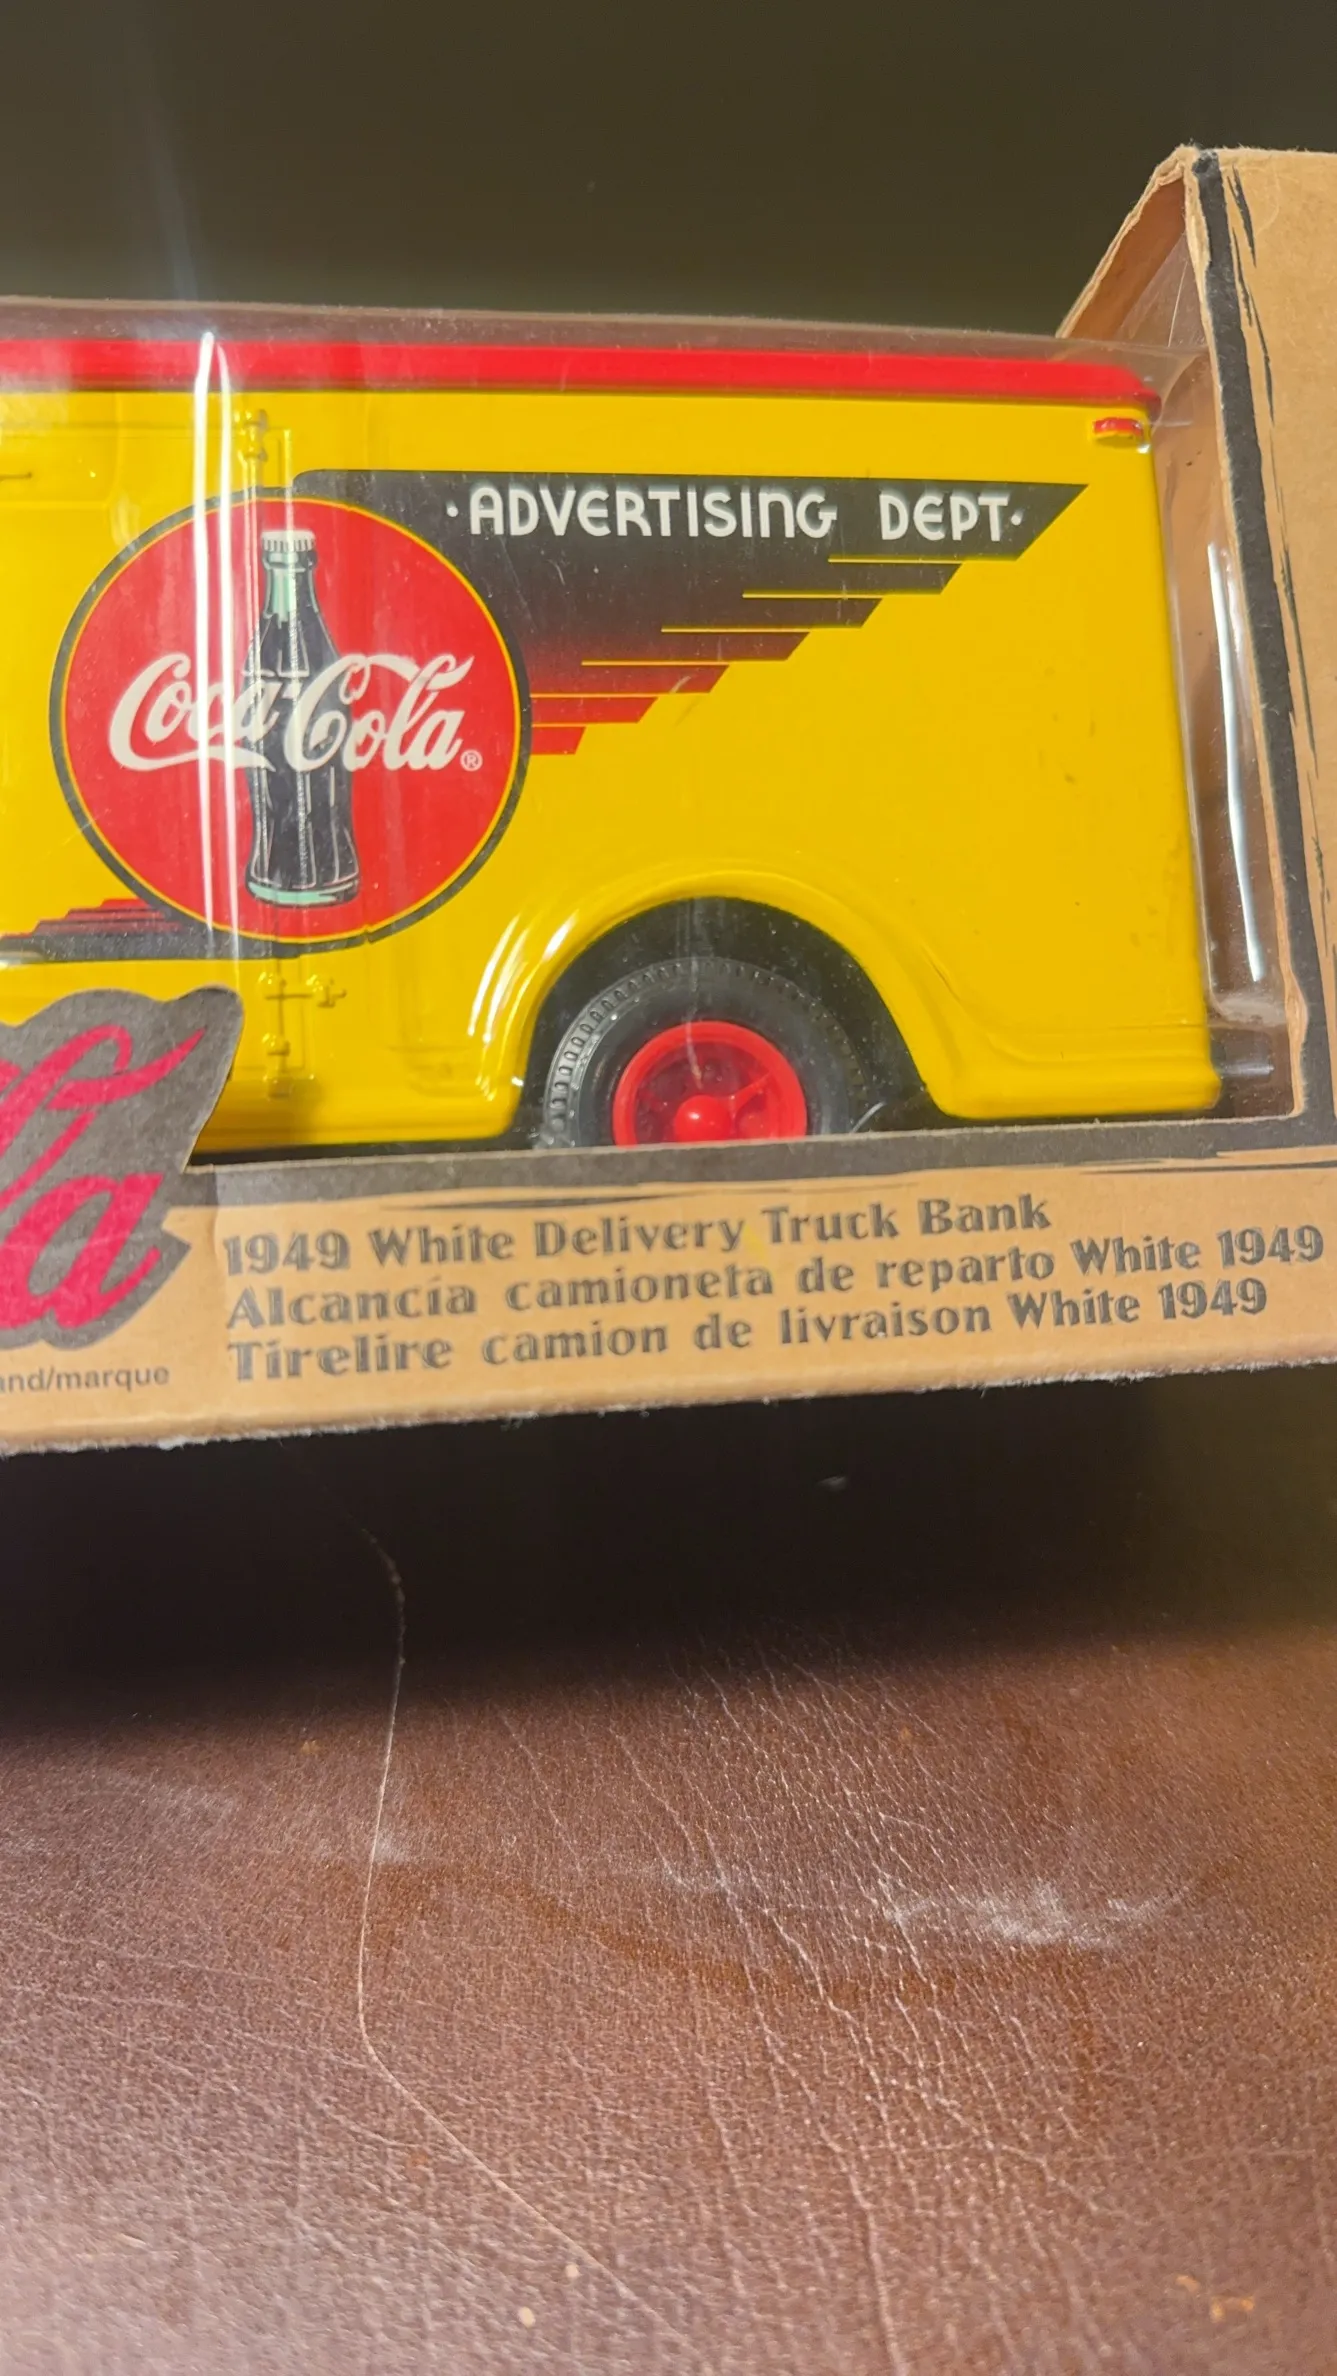 ·ADVERTISING DEPT·
Coca-Cola®
la
1949 White Delivery Truck Bank
Alcancía camioneta de reparto White 1949
Tirelire camion de livraison White 1949
and/marque